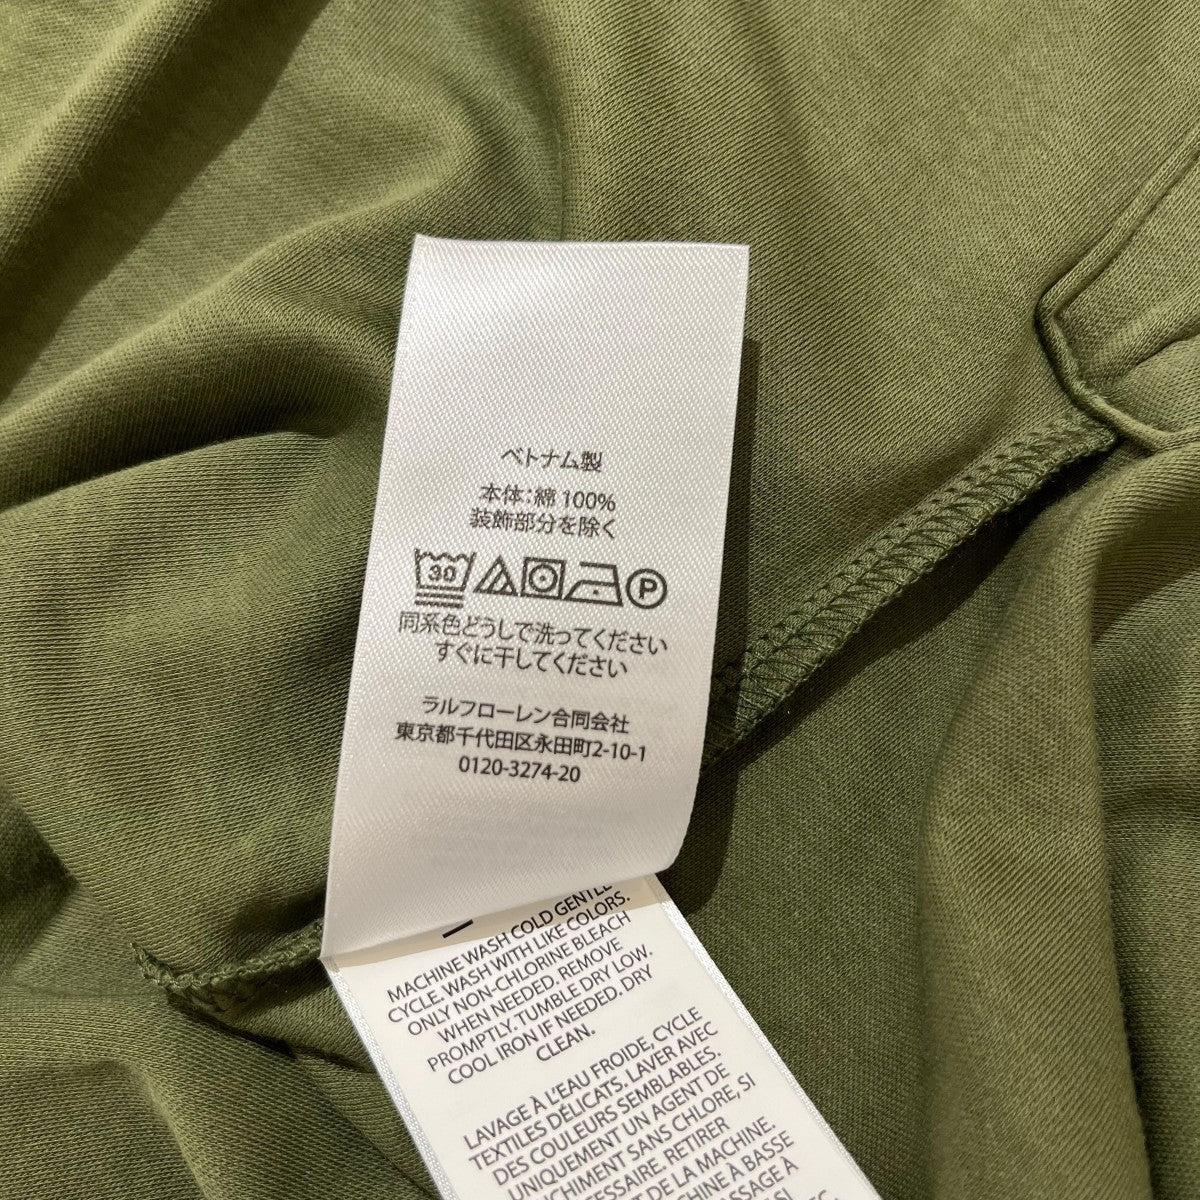 ベトナム製
本体:綿 100%
装飾部分を除く
30 P
同系色どうしで洗ってください
すぐに干してください
ラルフローレン合同会社
東京都千代田区永田町2-10-1
0120-3274-20
MACHINE WASH COLD GENTLE
CYCLE. WASH WITH LIKE COLORS.
ONLY NON-CHLORINE BLEACH
WHEN NEEDED. REMOVE
PROMPTLY. TUMBLE DRY LOW.
COOL IRON IF NEEDED. DRY
CLEAN.
LAVAGE À L'EAU FROIDE, CYCLE
TEXTILES DÉLICATS. LAVER AVEC
DES COULEURS SEMBLABLES.
UNIQUEMENT UN AGENT DE
SANS CHLORE, SI
RETIRER
DE LA MACHINE.
À BASSE
SI